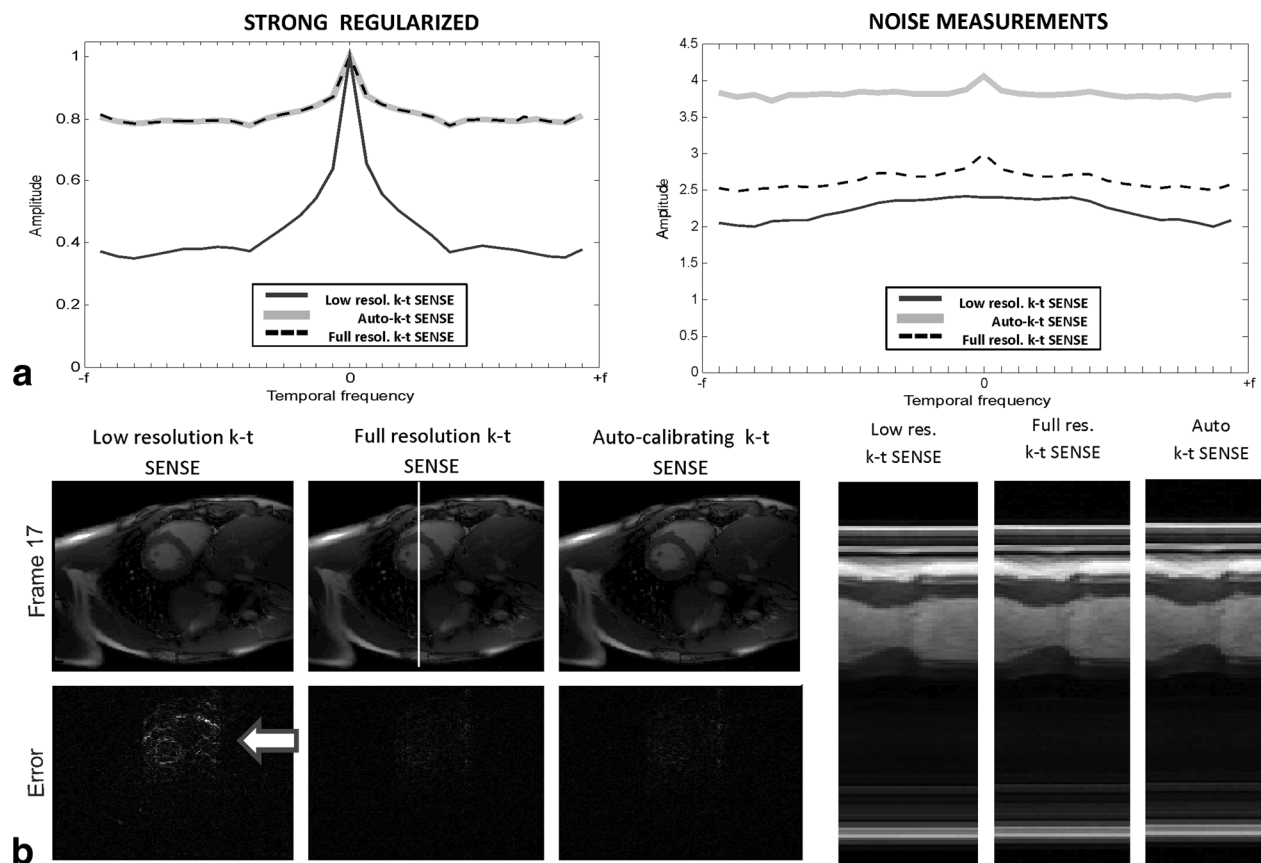 STRONG REGULARIZED
1
0.8
0.6
0.4
0.2
0
Amplitude
-f
0
+f
Temporal frequency
Low resol. k-t SENSE
Auto-k-t SENSE
Full resol. k-t SENSE
NOISE MEASUREMENTS
4.5
4
3.5
3
2.5
2
1.5
1
0.5
0
Amplitude
-f
0
+f
Temporal frequency
Low resol. k-t SENSE
Auto-k-t SENSE
Full resol. k-t SENSE
a
Low resolution k-t
SENSE
Full resolution k-t
SENSE
Auto-calibrating k-t
SENSE
Low res.
k-t SENSE
Full res.
k-t SENSE
Auto
k-t SENSE
Frame 17
Error
b